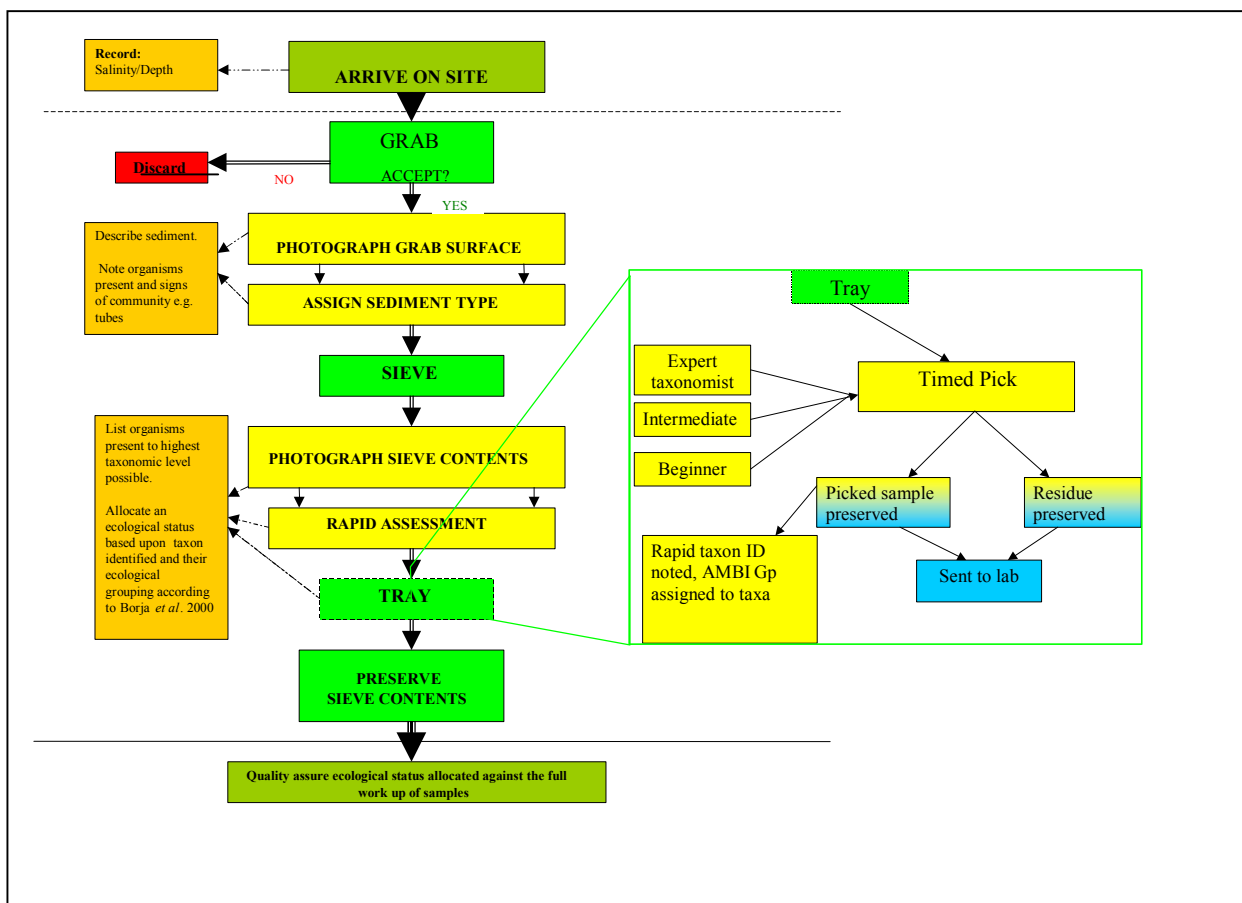 Record:
Salinity/Depth
ARRIVE ON SITE
GRAB
ACCEPT?
Discard
NO
YES
PHOTOGRAPH GRAB SURFACE
Describe sediment.
Note organisms
present and signs
of community e.g.
tubes
ASSIGN SEDIMENT TYPE
SIEVE
PHOTOGRAPH SIEVE CONTENTS
List organisms
present to highest
taxonomic level
possible.
Allocate an
ecological status
based upon taxon
identified and their
ecological
grouping according
to Borja et al. 2000
RAPID ASSESSMENT
TRAY
PRESERVE
SIEVE CONTENTS
Quality assure ecological status allocated against the full
work up of samples
Tray
Expert
taxonomist
Intermediate
Beginner
Timed Pick
Picked sample
preserved
Residue
preserved
Rapid taxon ID
noted, AMBI Gp
assigned to taxa
Sent to lab